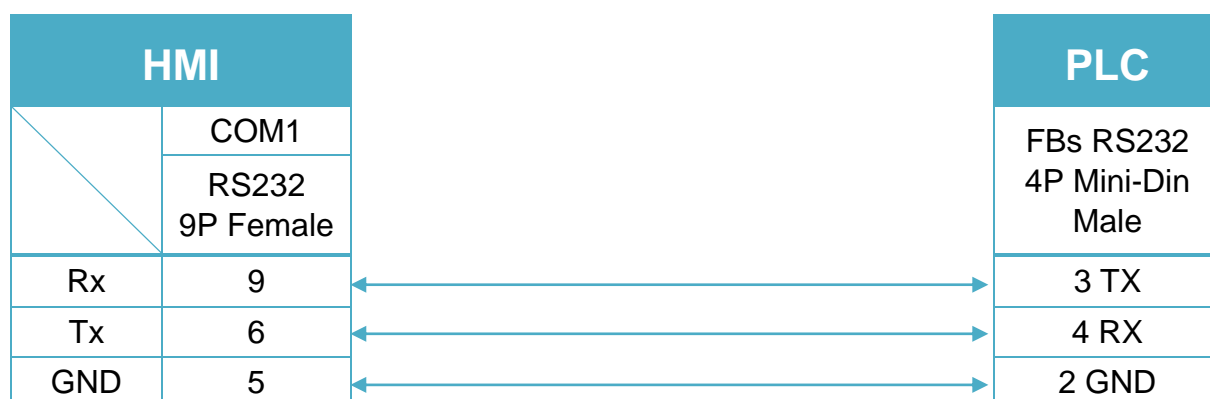 HMI
PLC
COM1
RS232
9P Female
FBs RS232
4P Mini-Din
Male
Rx 9 3 TX
Tx 6 4 RX
GND 5 2 GND